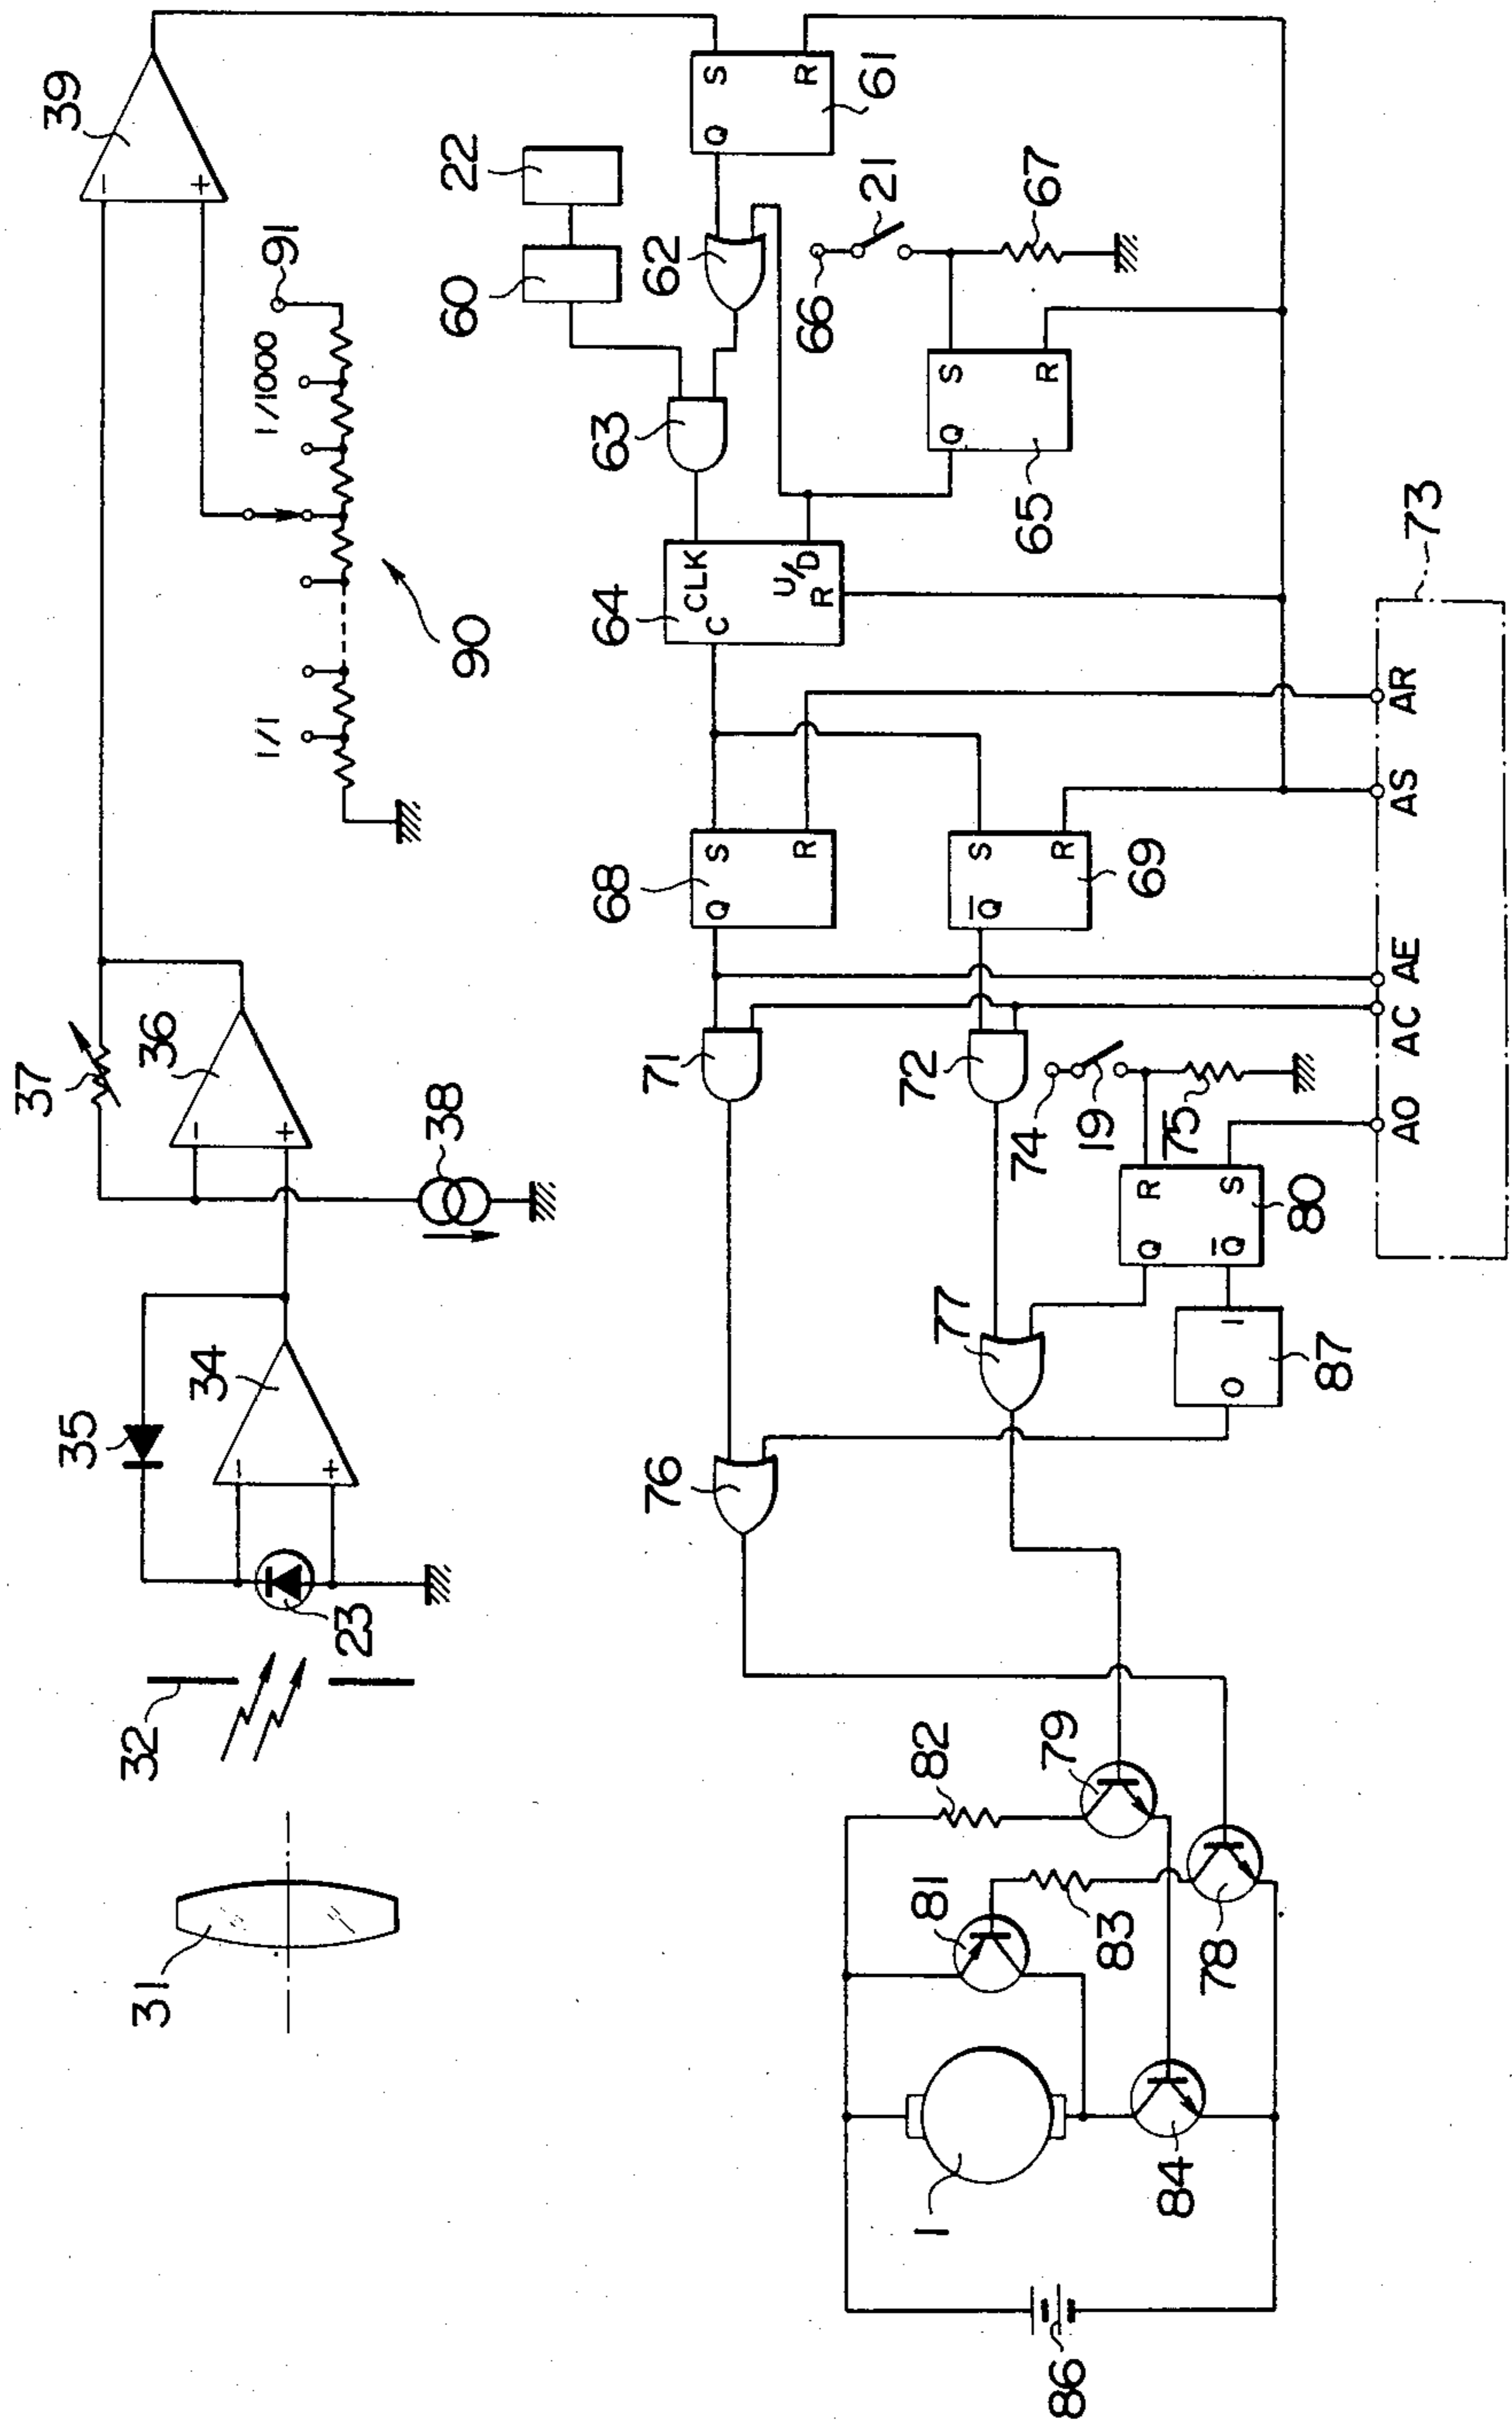 37
39
35
32
31
34
36
-
+
-
+
-
+
23
38
1/1
1/1000
91
90
22
60
76
71
68
64
63
62
61
Q
S
R
C
CLK
U/D
R
Q
S
R
66
21
67
82
81
1
77
72
Q̅
S
R
69
65
Q
S
R
79
83
74
19
75
86
84
78
O
I
87
Q
R
Q̅
S
80
AO
AC
AE
AS
AR
73